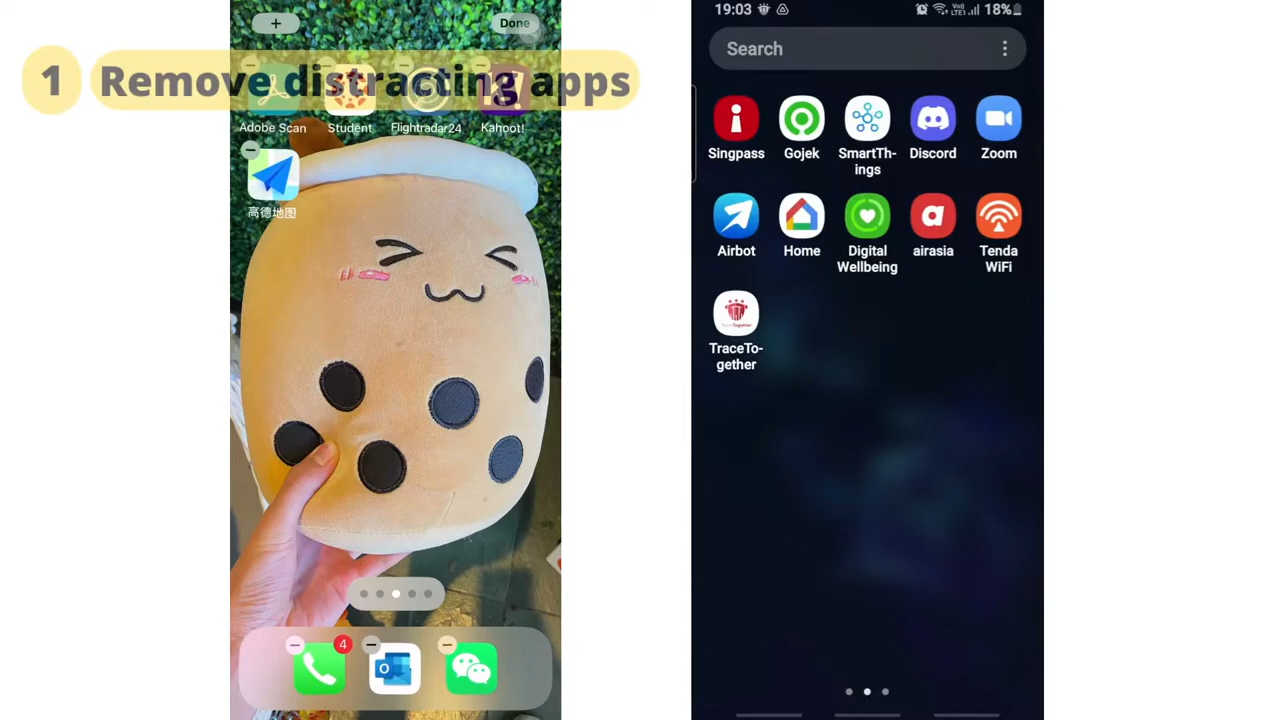 Done
1 Remove distracting apps
Adobe Scan Student Flightradar24 Kahoot!
高德地图
4
19:03 18%
Search
Singpass Gojek SmartTh-
ings Discord Zoom
Airbot Home Digital
Wellbeing airasia Tenda
WiFi
TraceTo-
gether